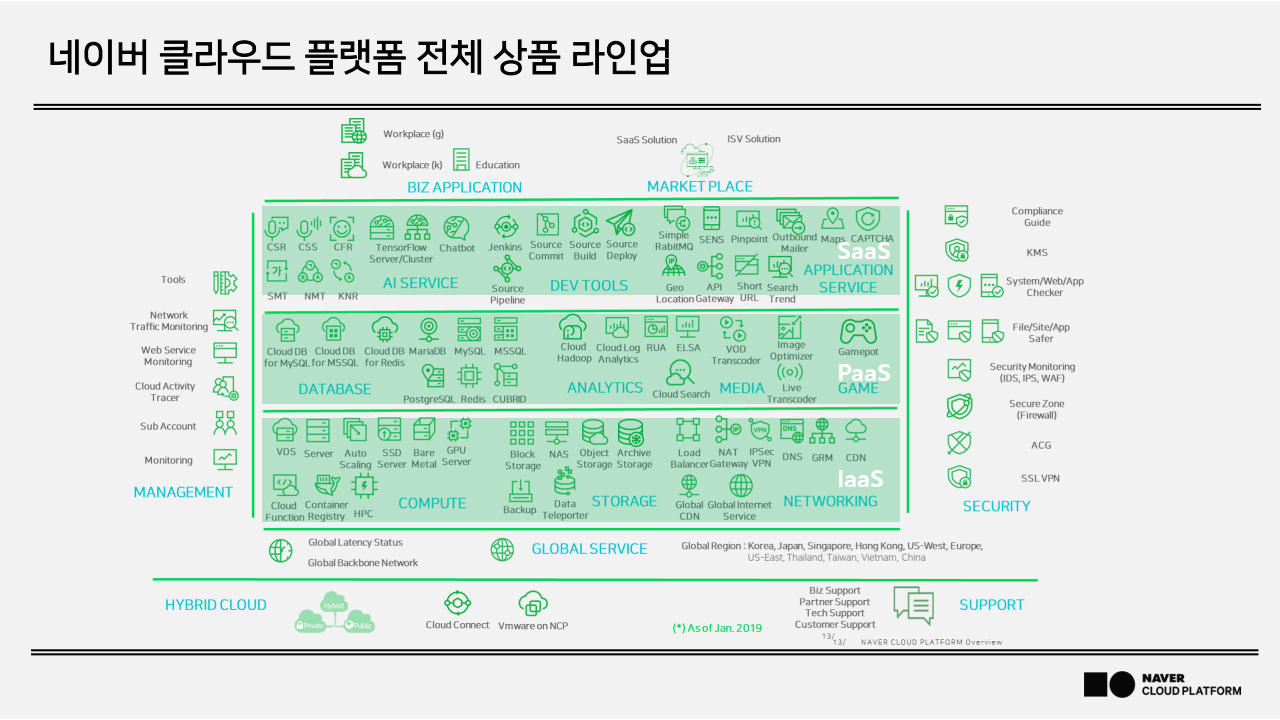 네이버 클라우드 플랫폼 전체 상품 라인업
Workplace (g)
Workplace (k)
Education
BIZ APPLICATION
SaaS Solution
ISV Solution
MARKET PLACE
Tools
Network
Traffic Monitoring
Web Service
Monitoring
Cloud Activity
Tracer
Sub Account
Monitoring
MANAGEMENT
CSR CSS CFR
TensorFlow
Server/Cluster
Chatbot
SMT NMT KNR
가
AI SERVICE
Jenkins
Source
Commit
Source
Build
Source
Deploy
Source
Pipeline
DEV TOOLS
Simple
RabitMQ
SENS
Pinpoint
Outbound
Mailer
Maps
CAPTCHA
Geo
Location
API
Gateway
Short
URL
Search
Trend
SaaS
APPLICATION
SERVICE
Cloud DB
for MySQL
Cloud DB
for MSSQL
Cloud DB
for Redis
MariaDB
MySQL
MSSQL
PostgreSQL
Redis
CUBRID
DATABASE
Cloud
Hadoop
Cloud Log
Analytics
RUA
ELSA
Cloud Search
ANALYTICS
VOD
Transcoder
Image
Optimizer
Live
Transcoder
MEDIA
Gamepot
PaaS
GAME
VDS
Server
Auto
Scaling
SSD
Server
Bare
Metal
GPU
Server
Cloud
Function
Container
Registry
HPC
COMPUTE
Block
Storage
NAS
Object
Storage
Archive
Storage
Backup
Data
Teleporter
STORAGE
Load
Balancer
IP
NAT
Gateway
VPN
IPSec
VPN
DNS
DNS
GRM
CDN
Global
CDN
Global Internet
Service
IaaS
NETWORKING
Compliance
Guide
KMS
System/Web/App
Checker
File/Site/App
Safer
Security Monitoring
(IDS, IPS, WAF)
Secure Zone
(Firewall)
ACG
SSL VPN
SECURITY
Global Latency Status
Global Backbone Network
GLOBAL SERVICE
Global Region : Korea, Japan, Singapore, Hong Kong, US-West, Europe,
US-East, Thailand, Taiwan, Vietnam, China
HYBRID CLOUD
Hybrid
Private
Public
Cloud Connect
Vmware on NCP
(*) As of Jan. 2019
Biz Support
Partner Support
Tech Support
Customer Support
SUPPORT
13/
13/ NAVER CLOUD PLATFORM Overview
NAVER
CLOUD PLATFORM